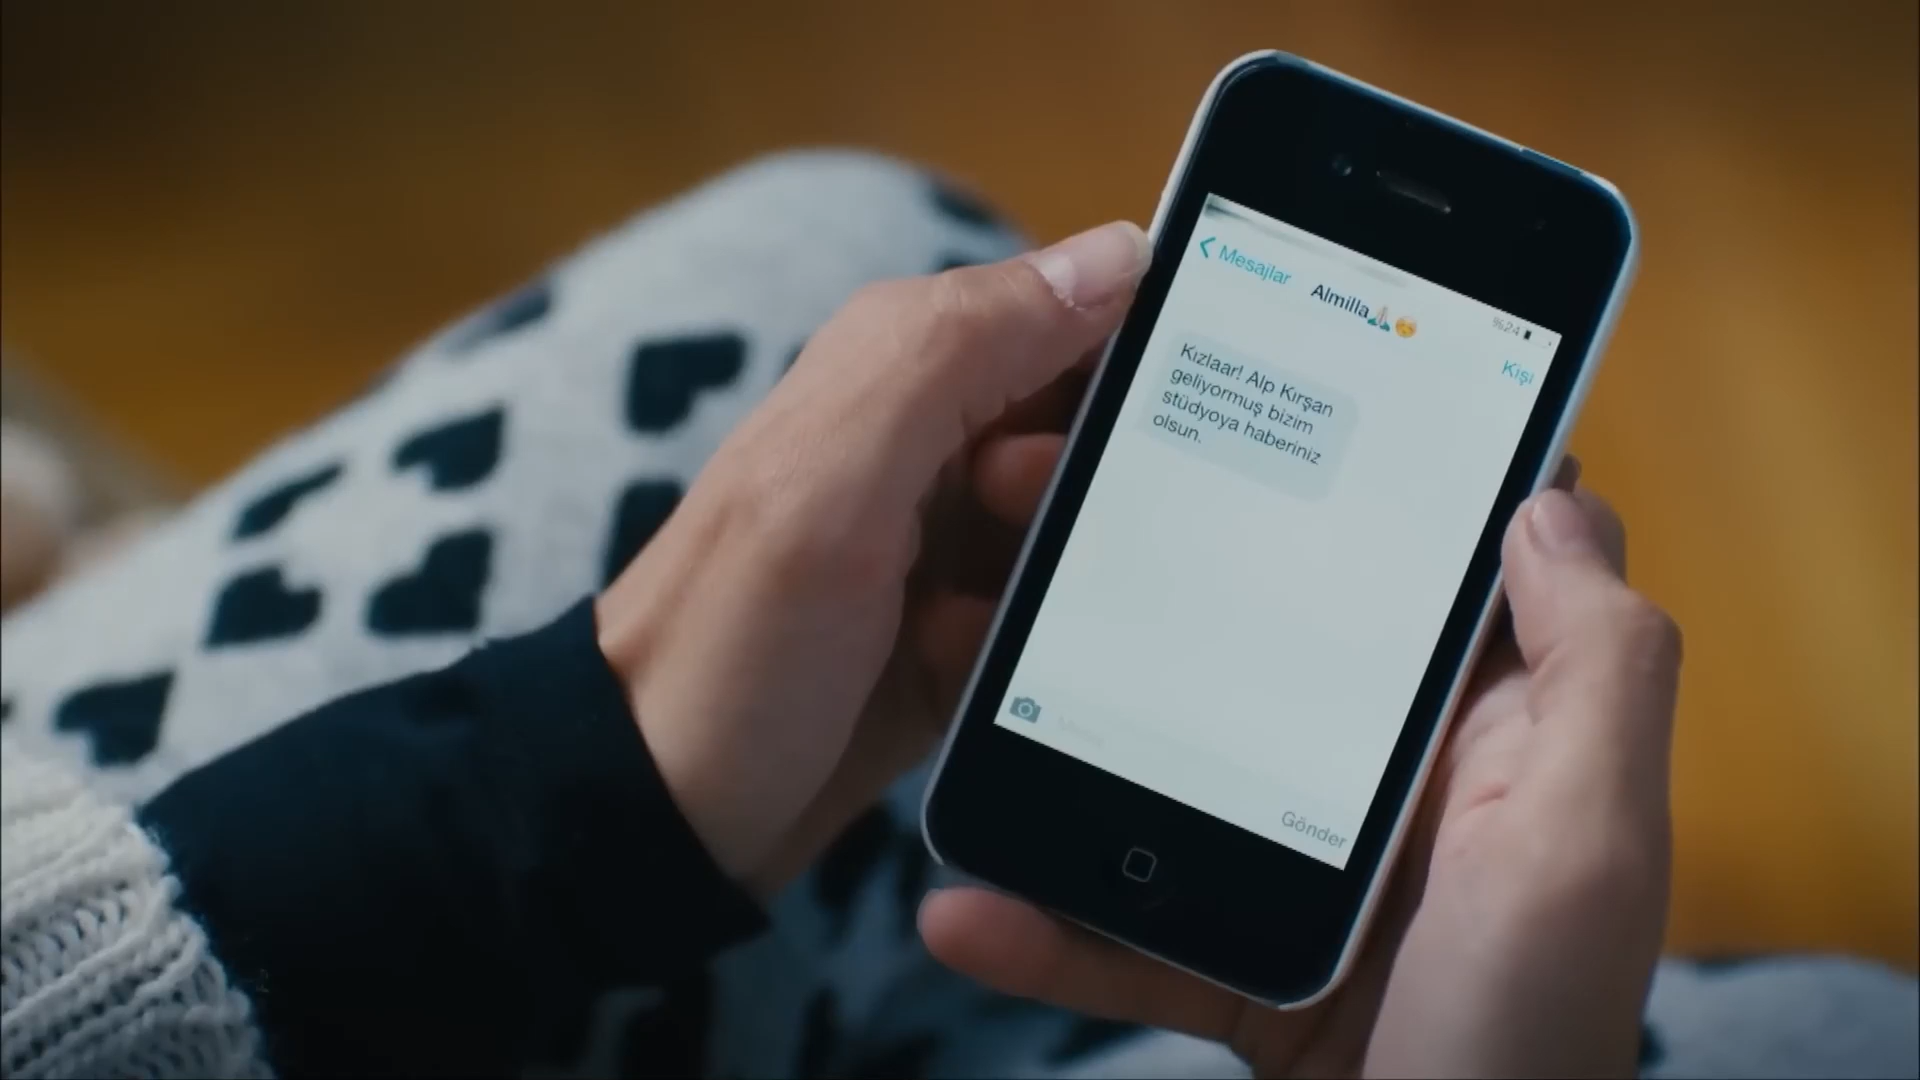 %24
Mesajlar
Almilla🙏😌
Kişi
Kızlaar! Alp Kırşan
geliyormuş bizim
stüdyoya haberiniz
olsun.
Gönder